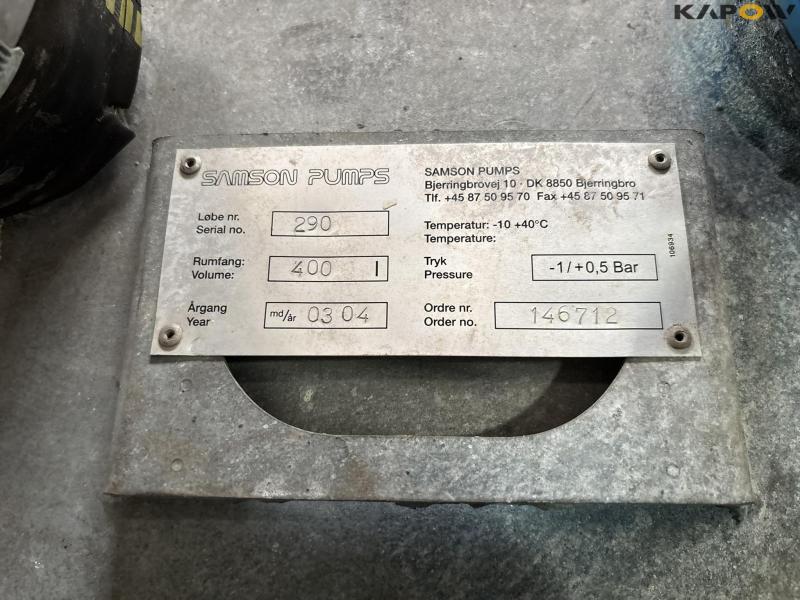 KAPOW
SAMSON PUMPS
SAMSON PUMPS
Bjerringbrovej 10 · DK 8850 Bjerringbro
Tlf. +45 87 50 95 70 Fax +45 87 50 95 71
Løbe nr.
Serial no.
290
Temperatur: -10 +40°C
Temperature:
Rumfang:
Volume:
400 l
Tryk
Pressure
-1/+0,5 Bar
Årgang
Year
md/år 03 04
Ordre nr.
Order no.
146712
106934